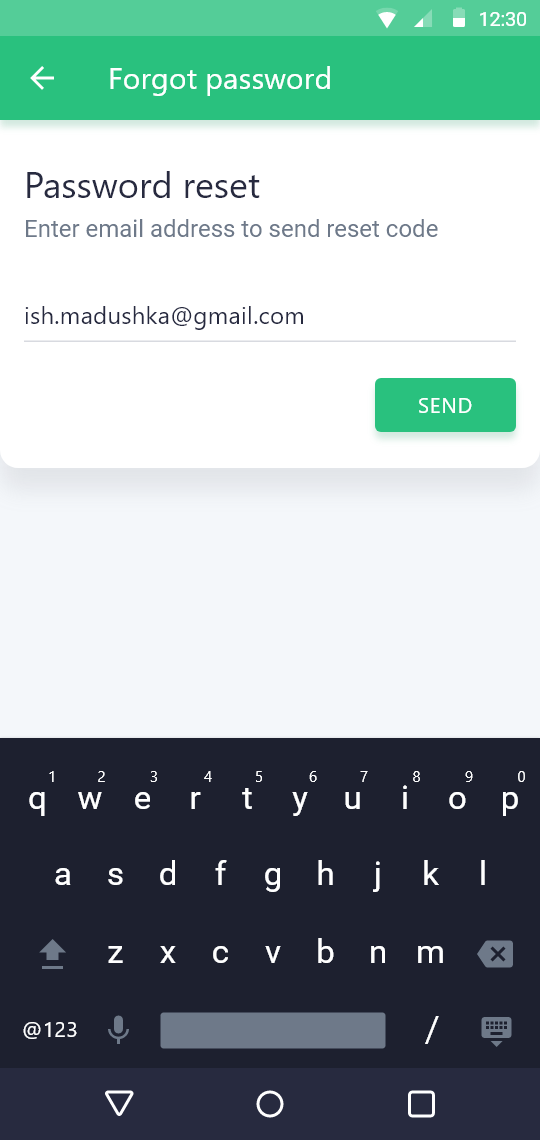 12:30
Forgot password
Password reset
Enter email address to send reset code
ish.madushka@gmail.com
SEND
1 2 3 4 5 6 7 8 9 0
q w e r t y u i o p
a s d f g h j k l
z x c v b n m
@123 /